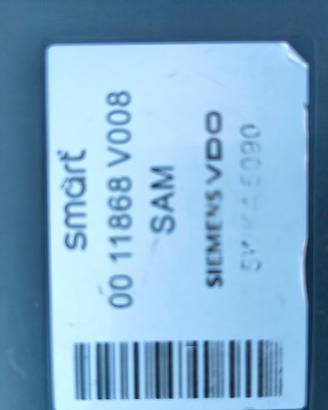 smart
00 11868 V008
SAM
SIEMENS VDO